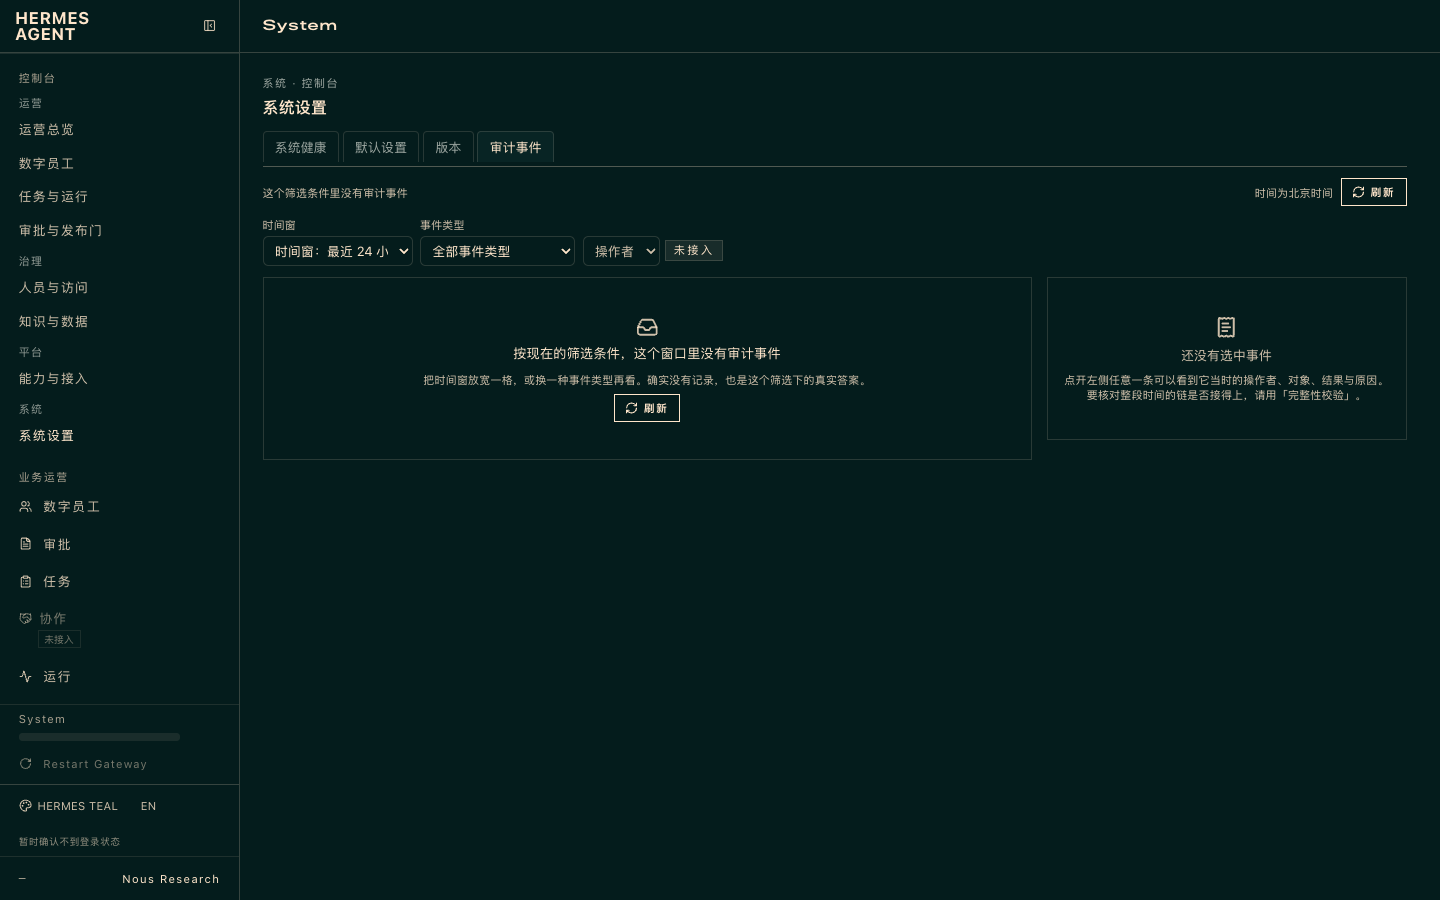 HERMES
AGENT
System
控制台
运营
运营总览
数字员工
任务与运行
审批与发布门
治理
人员与访问
知识与数据
平台
能力与接入
系统
系统设置
业务运营
数字员工
审批
任务
协作
未接入
运行
System
Restart Gateway
HERMES TEAL EN
暂时确认不到登录状态
– Nous Research
系统 · 控制台
系统设置
系统健康 默认设置 版本 审计事件
这个筛选条件里没有审计事件 时间为北京时间 刷新
时间窗 事件类型
时间窗：最近 24 小 全部事件类型 操作者 未接入
按现在的筛选条件，这个窗口里没有审计事件
把时间窗放宽一格，或换一种事件类型再看。确实没有记录，也是这个筛选下的真实答案。
刷新
还没有选中事件
点开左侧任意一条可以看到它当时的操作者、对象、结果与原因。
要核对整段时间的链是否接得上，请用「完整性校验」。